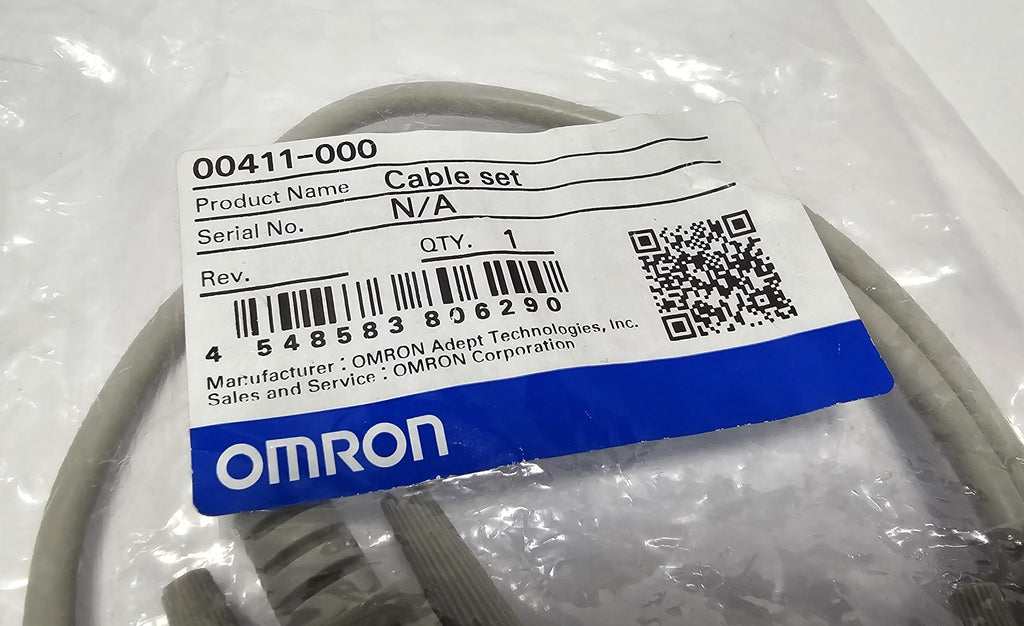 00411-000
Product Name Cable set
Serial No. N/A
Rev. QTY. 1
4 548583 806290
Manufacturer : OMRON Adept Technologies, Inc.
Sales and Service : OMRON Corporation
OMRON